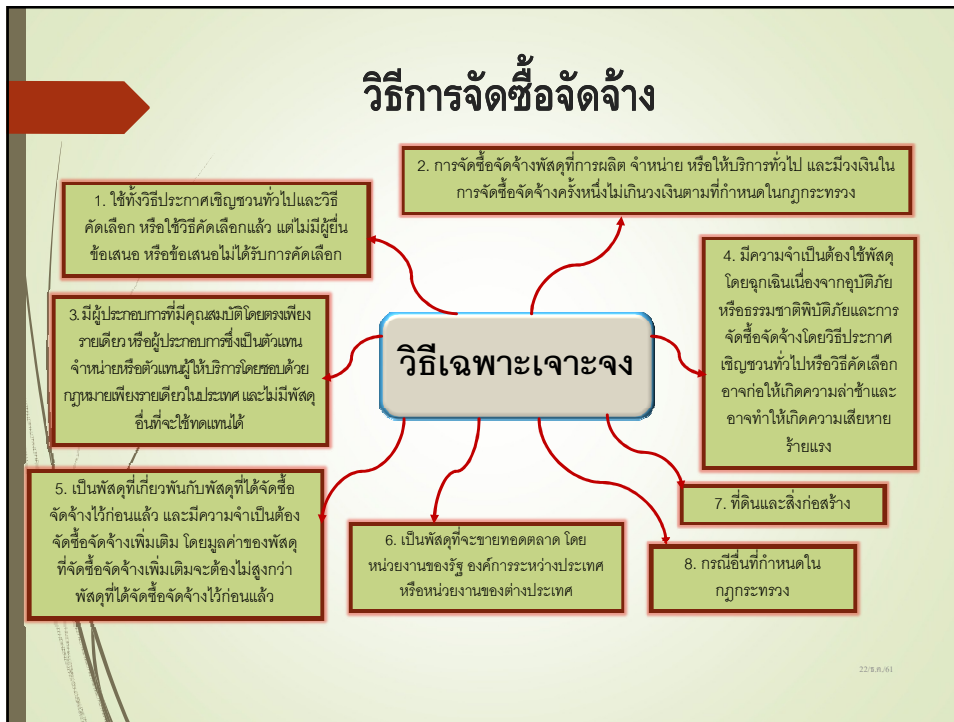 วิธีการจัดซื้อจัดจ้าง
1. ใช้ทั้งวิธีประกาศเชิญชวนทั่วไปและวิธี
คัดเลือก หรือใช้วิธีคัดเลือกแล้ว แต่ไม่มีผู้ยื่น
ข้อเสนอ หรือข้อเสนอไม่ได้รับการคัดเลือก
2. การจัดซื้อจัดจ้างพัสดุที่การผลิต จำหน่าย หรือให้บริการทั่วไป และมีวงเงินใน
การจัดซื้อจัดจ้างครั้งหนึ่งไม่เกินวงเงินตามที่กำหนดในกฎกระทรวง
3. มีผู้ประกอบการที่มีคุณสมบัติโดยตรงเพียง
รายเดียว หรือผู้ประกอบการซึ่งเป็นตัวแทน
จำหน่ายหรือตัวแทนผู้ให้บริการโดยชอบด้วย
กฎหมายเพียงรายเดียวในประเทศ และไม่มีพัสดุ
อื่นที่จะใช้ทดแทนได้
วิธีเฉพาะเจาะจง
4. มีความจำเป็นต้องใช้พัสดุ
โดยฉุกเฉินเนื่องจากอุบัติภัย
หรือธรรมชาติพิบัติภัยและการ
จัดซื้อจัดจ้างโดยวิธีประกาศ
เชิญชวนทั่วไปหรือวิธีคัดเลือก
อาจก่อให้เกิดความล่าช้าและ
อาจทำให้เกิดความเสียหาย
ร้ายแรง
5. เป็นพัสดุที่เกี่ยวพันกับพัสดุที่ได้จัดซื้อ
จัดจ้างไว้ก่อนแล้ว และมีความจำเป็นต้อง
จัดซื้อจัดจ้างเพิ่มเติม โดยมูลค่าของพัสดุ
ที่จัดซื้อจัดจ้างเพิ่มเติมจะต้องไม่สูงกว่า
พัสดุที่ได้จัดซื้อจัดจ้างไว้ก่อนแล้ว
6. เป็นพัสดุที่จะขายทอดตลาด โดย
หน่วยงานของรัฐ องค์การระหว่างประเทศ
หรือหน่วยงานของต่างประเทศ
7. ที่ดินและสิ่งก่อสร้าง
8. กรณีอื่นที่กำหนดใน
กฎกระทรวง
22/ธ.ค./61